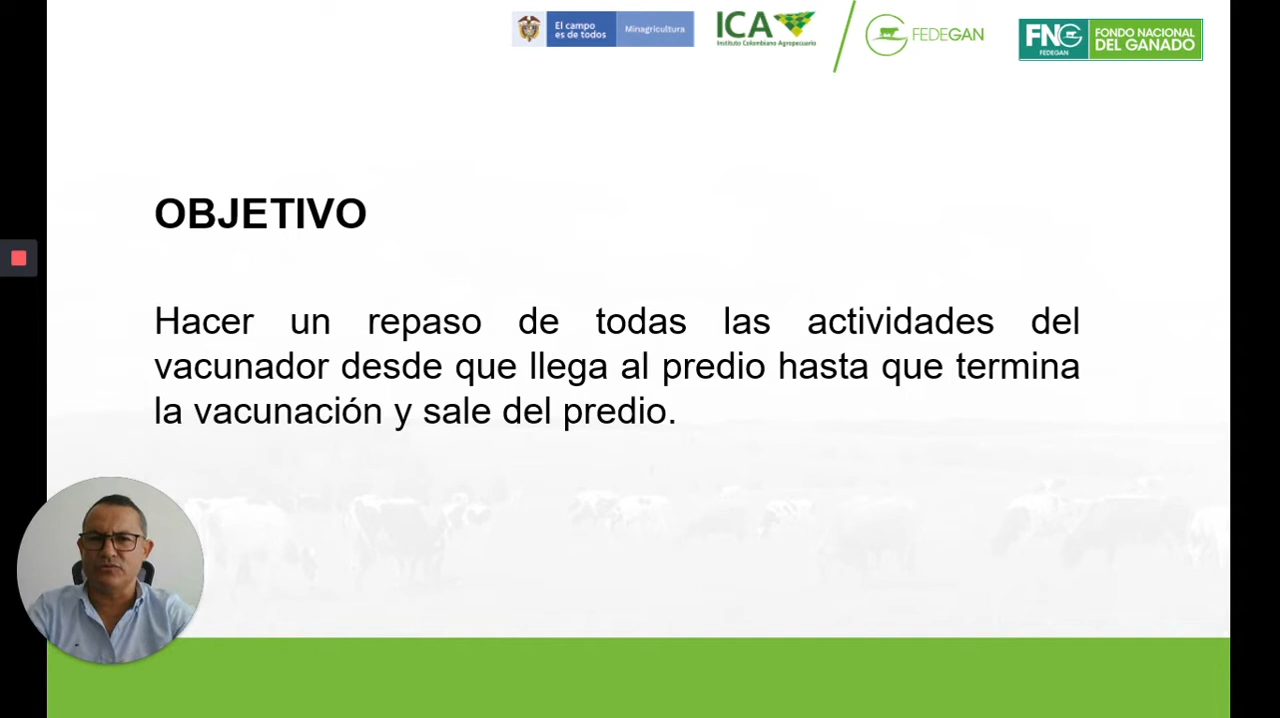 El campo
es de todos
Minagricultura
ICA
Instituto Colombiano Agropecuario
FEDEGAN
FNG
FEDEGAN
FONDO NACIONAL
DEL GANADO
OBJETIVO
Hacer un repaso de todas las actividades del
vacunador desde que llega al predio hasta que termina
la vacunación y sale del predio.